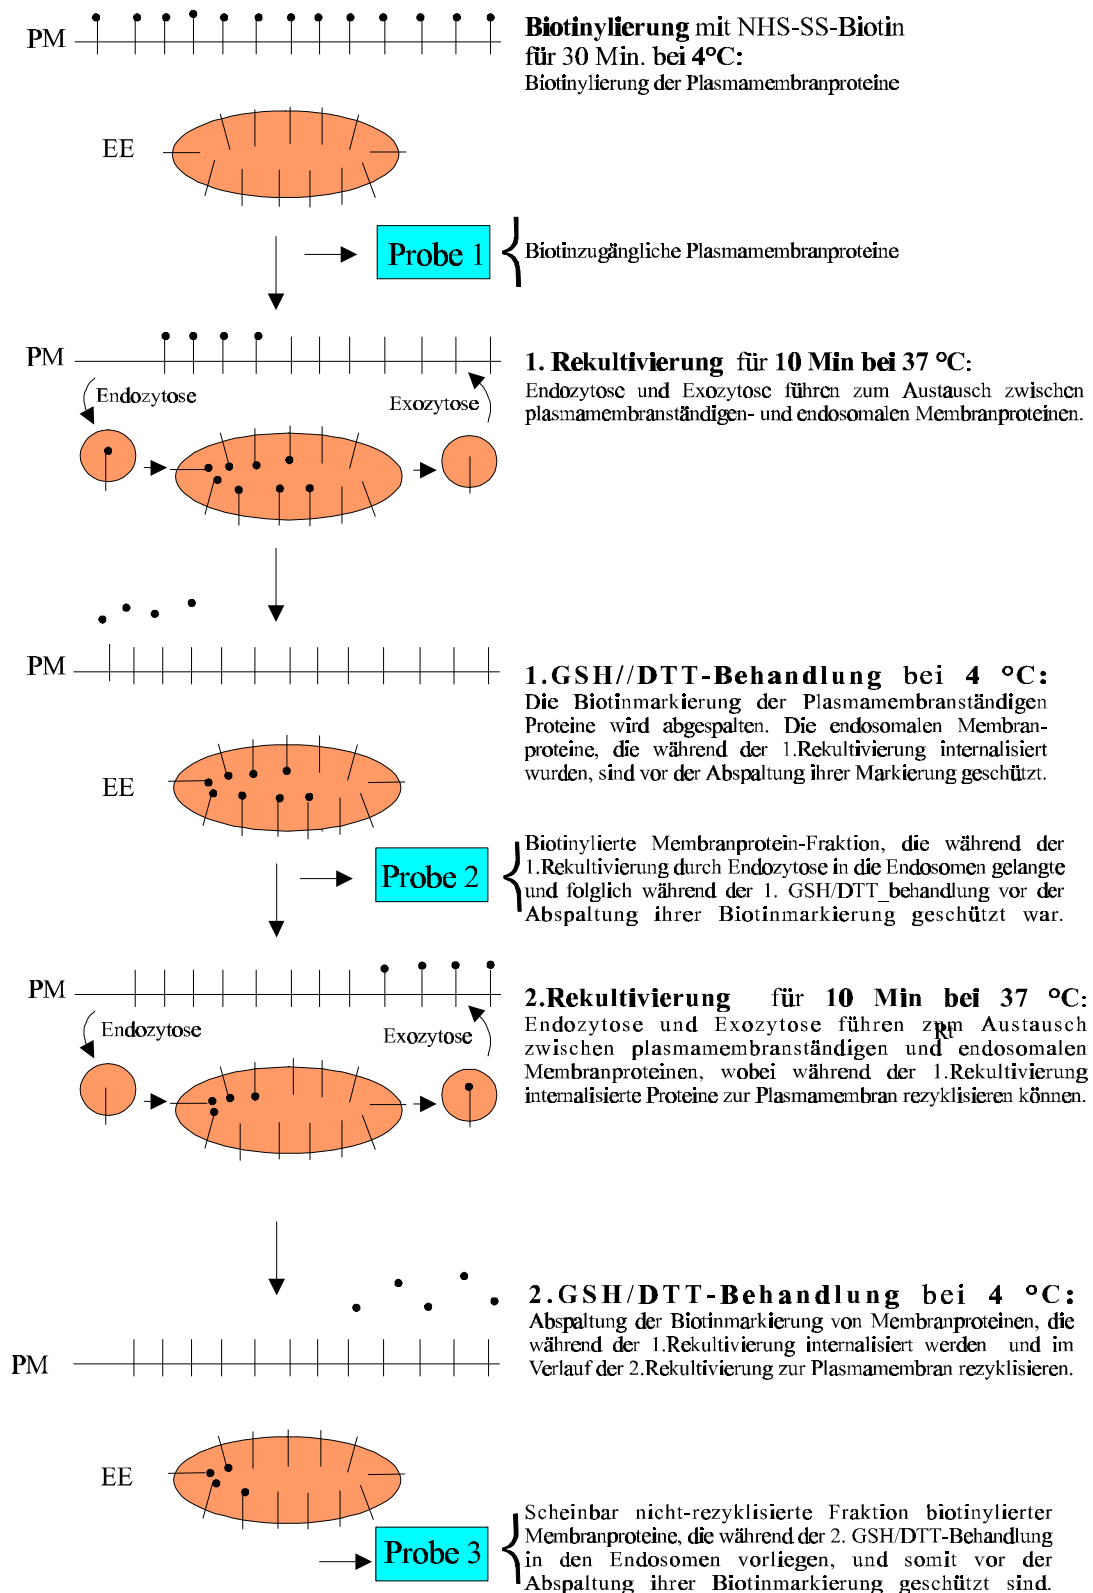 PM
Biotinylierung mit NHS-SS-Biotin
für 30 Min. bei 4°C:
Biotinylierung der Plasmamembranproteine
EE
Probe 1
Biotinzugängliche Plasmamembranproteine
PM
Endozytose
Exozytose
1. Rekultivierung für 10 Min bei 37 °C:
Endozytose und Exozytose führen zum Austausch zwischen
plasmamembranständigen- und endosomalen Membranproteinen.
PM
1.GSH//DTT-Behandlung bei 4 °C:
Die Biotinmarkierung der Plasmamembranständigen
Proteine wird abgespalten. Die endosomalen Membran-
proteine, die während der 1.Rekultivierung internalisiert
wurden, sind vor der Abspaltung ihrer Markierung geschützt.
EE
Probe 2
Biotinylierte Membranprotein-Fraktion, die während der
1.Rekultivierung durch Endozytose in die Endosomen gelangte
und folglich während der 1. GSH/DTT_behandlung vor der
Abspaltung ihrer Biotinmarkierung geschützt war.
PM
Endozytose
Exozytose
2.Rekultivierung für 10 Min bei 37 °C:
Endozytose und Exozytose führen zum Austausch
Rt
zwischen plasmamembranständigen und endosomalen
Membranproteinen, wobei während der 1.Rekultivierung
internalisierte Proteine zur Plasmamembran rezyklisieren können.
2.GSH/DTT-Behandlung bei 4 °C:
Abspaltung der Biotinmarkierung von Membranproteinen, die
während der 1.Rekultivierung internalisiert werden und im
Verlauf der 2.Rekultivierung zur Plasmamembran rezyklisieren.
PM
EE
Probe 3
Scheinbar nicht-rezyklisierte Fraktion biotinylierter
Membranproteine, die während der 2. GSH/DTT-Behandlung
in den Endosomen vorliegen, und somit vor der
Abspaltung ihrer Biotinmarkierung geschützt sind.